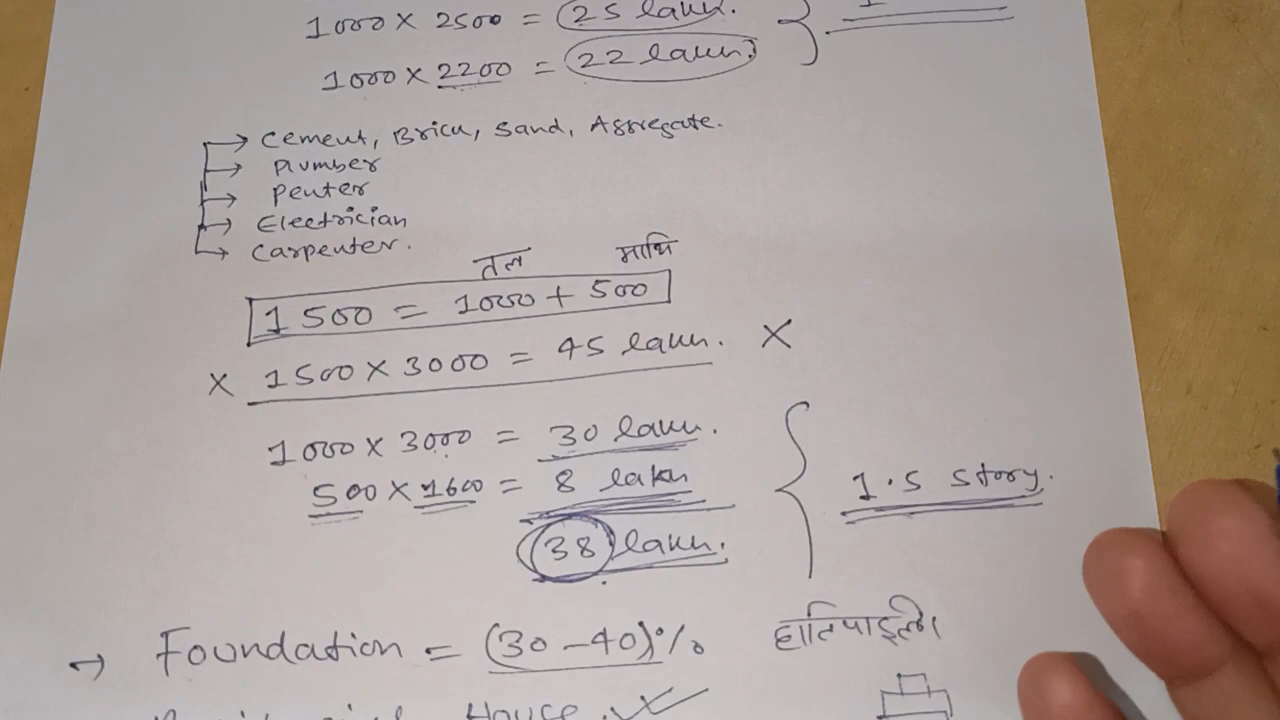 1000 × 2500 = 25 lakh.
1000 × 2200 = 22 lakh.
→ Cement, Brick, Sand, Aggregate.
→ Plumber
→ Penter
→ Electrician
→ Carpenter.
तल माथि
1500 = 1000 + 500
× 1500 × 3000 = 45 lakh. ×
1000 × 3000 = 30 lakh.
500 × 1600 = 8 lakh
38 lakh.
1.5 story.
→ Foundation = (30-40)% हात्तिपाइले।
House